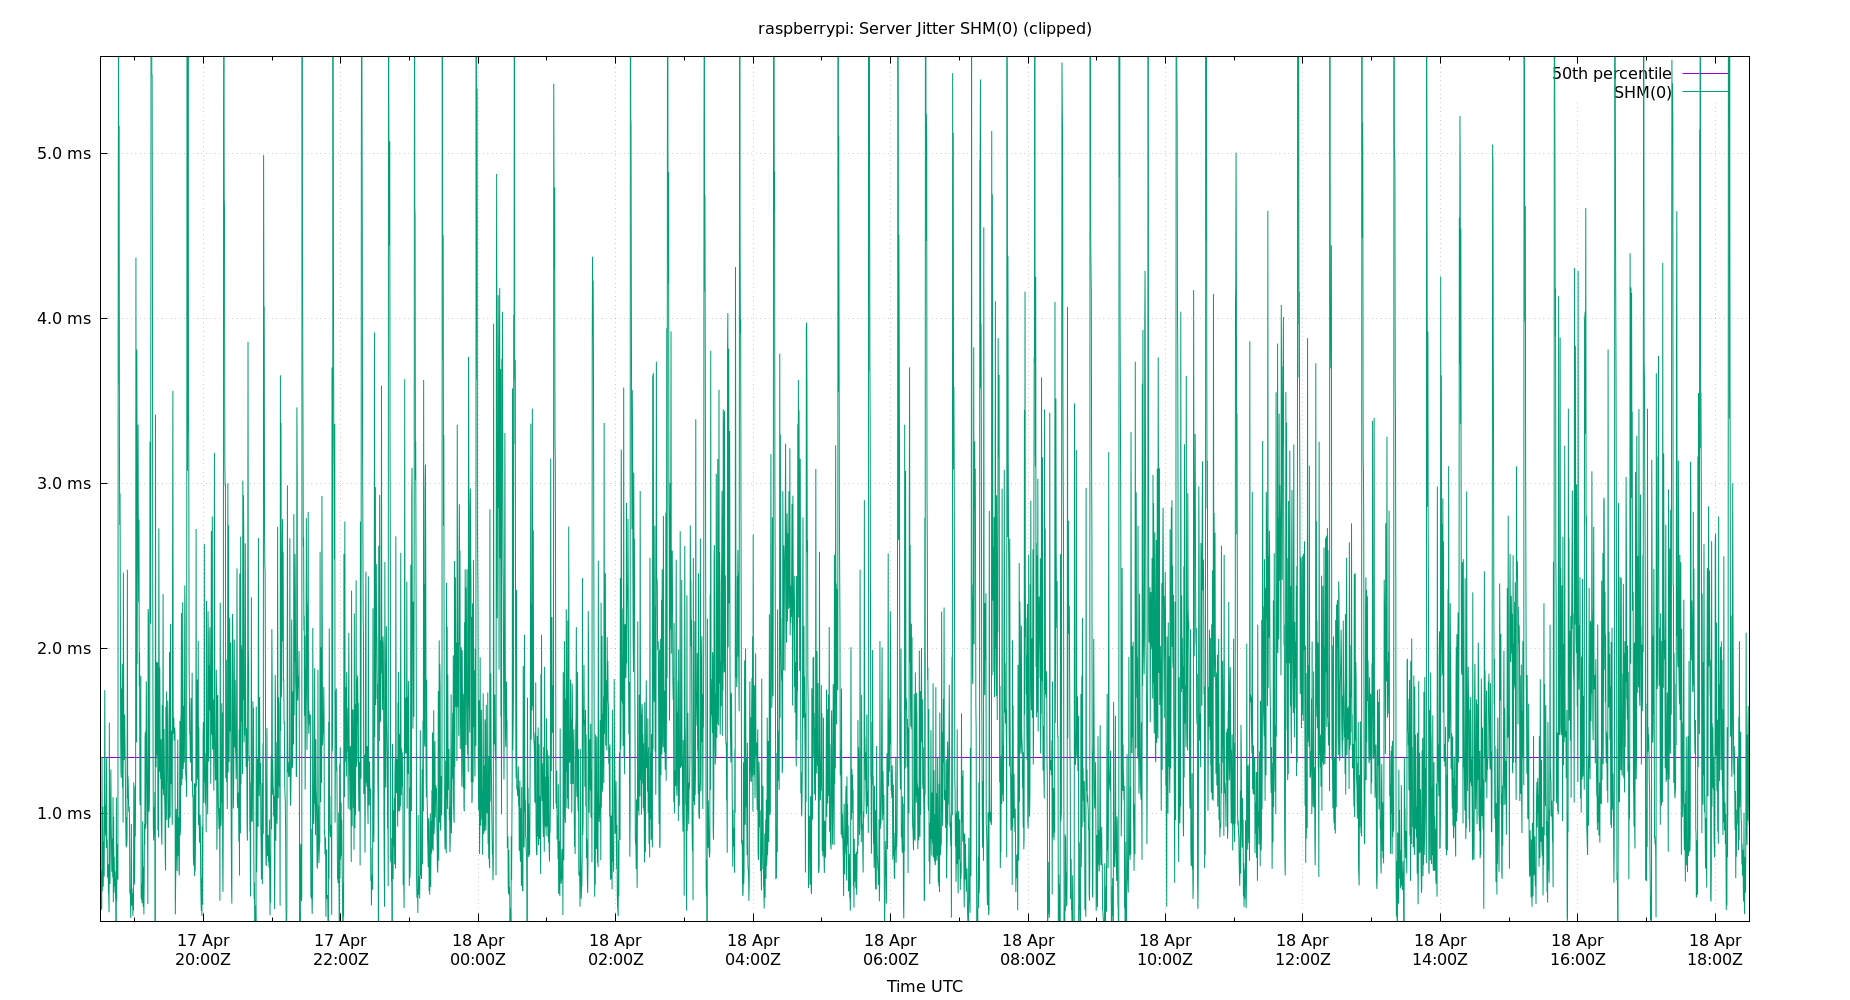 raspberrypi: Server Jitter SHM(0) (clipped)
50th percentile
SHM(0)
5.0 ms
4.0 ms
3.0 ms
2.0 ms
1.0 ms
17 Apr 17 Apr 18 Apr 18 Apr 18 Apr 18 Apr 18 Apr 18 Apr 18 Apr 18 Apr 18 Apr 18 Apr
20:00Z 22:00Z 00:00Z 02:00Z 04:00Z 06:00Z 08:00Z 10:00Z 12:00Z 14:00Z 16:00Z 18:00Z
Time UTC